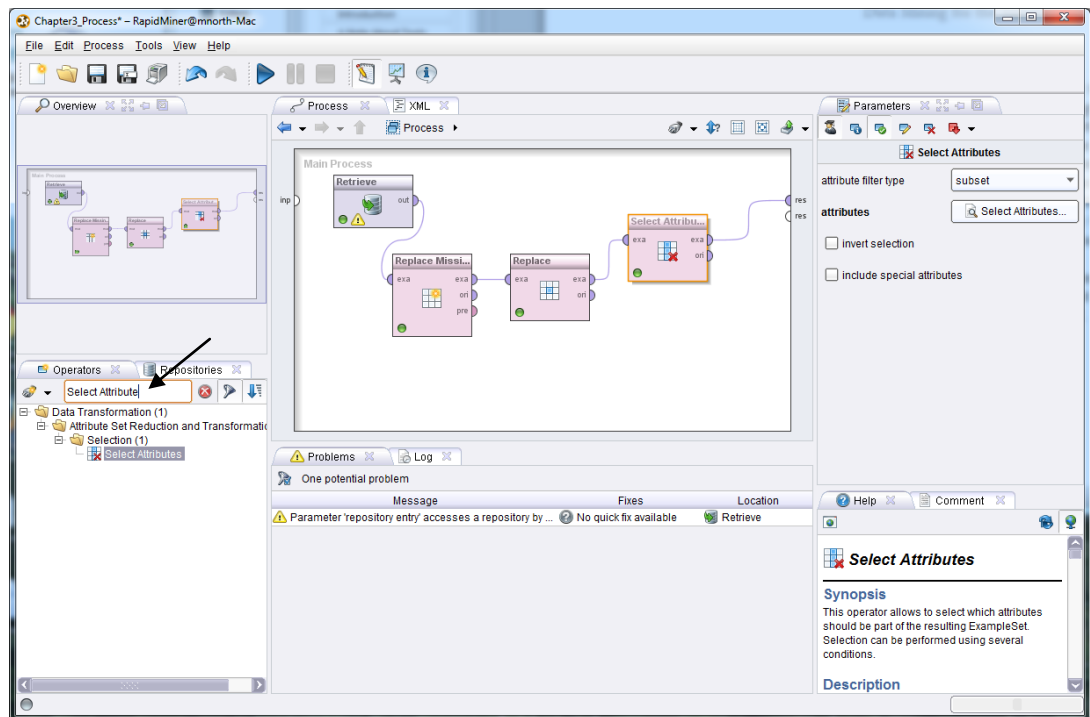 Chapter3_Process* – RapidMiner@mnorth-Mac
File Edit Process Tools View Help
Overview
Process
XML
Parameters
Process
Select Attributes
Main Process
Retrieve
inp
out
res
res
attribute filter type
subset
attributes
Select Attributes...
invert selection
include special attributes
Select Attribu...
exa
exa
ori
Replace Missi...
exa
exa
ori
pre
Replace
exa
exa
ori
Operators
Repositories
Select Attribute
Data Transformation (1)
Attribute Set Reduction and Transformatic
Selection (1)
Select Attributes
Problems
Log
One potential problem
Message Fixes Location
Parameter 'repository entry' accesses a repository by ... No quick fix available Retrieve
Help
Comment
Select Attributes
Synopsis
This operator allows to select which attributes
should be part of the resulting ExampleSet.
Selection can be performed using several
conditions.
Description